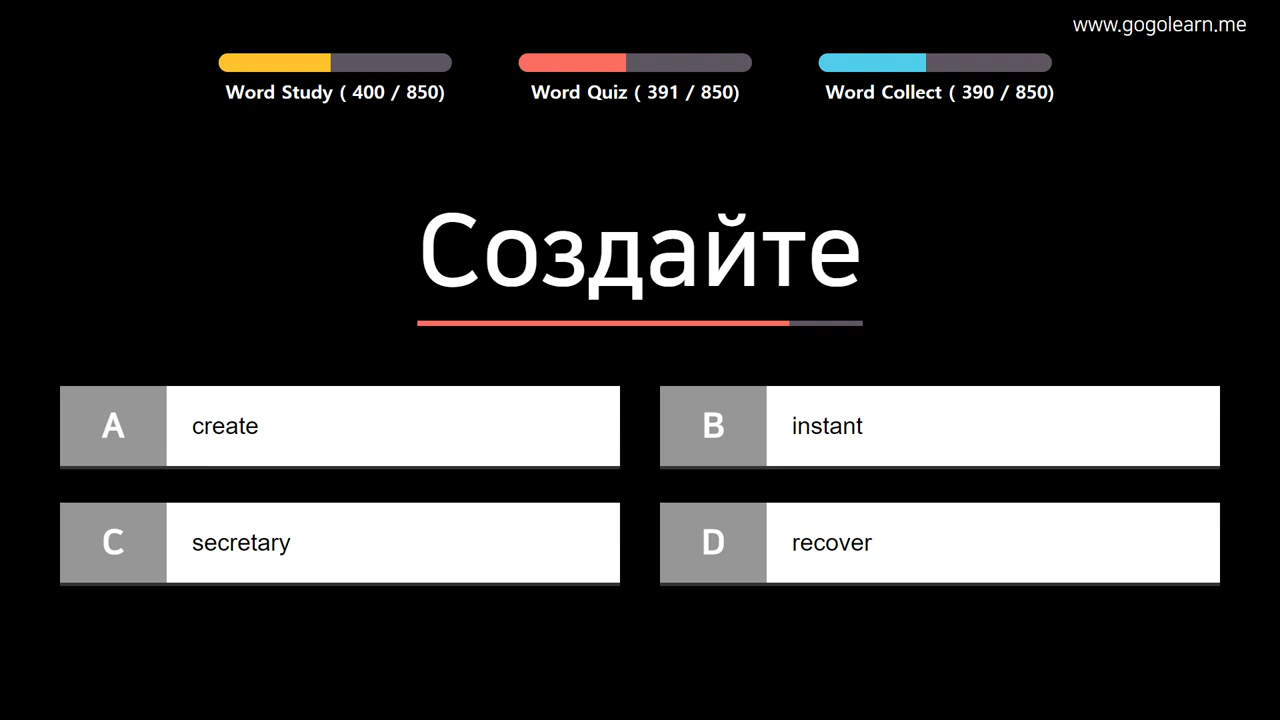 www.gogolearn.me
Word Study ( 400 / 850)
Word Quiz ( 391 / 850)
Word Collect ( 390 / 850)
Создайте
A create
B instant
C secretary
D recover